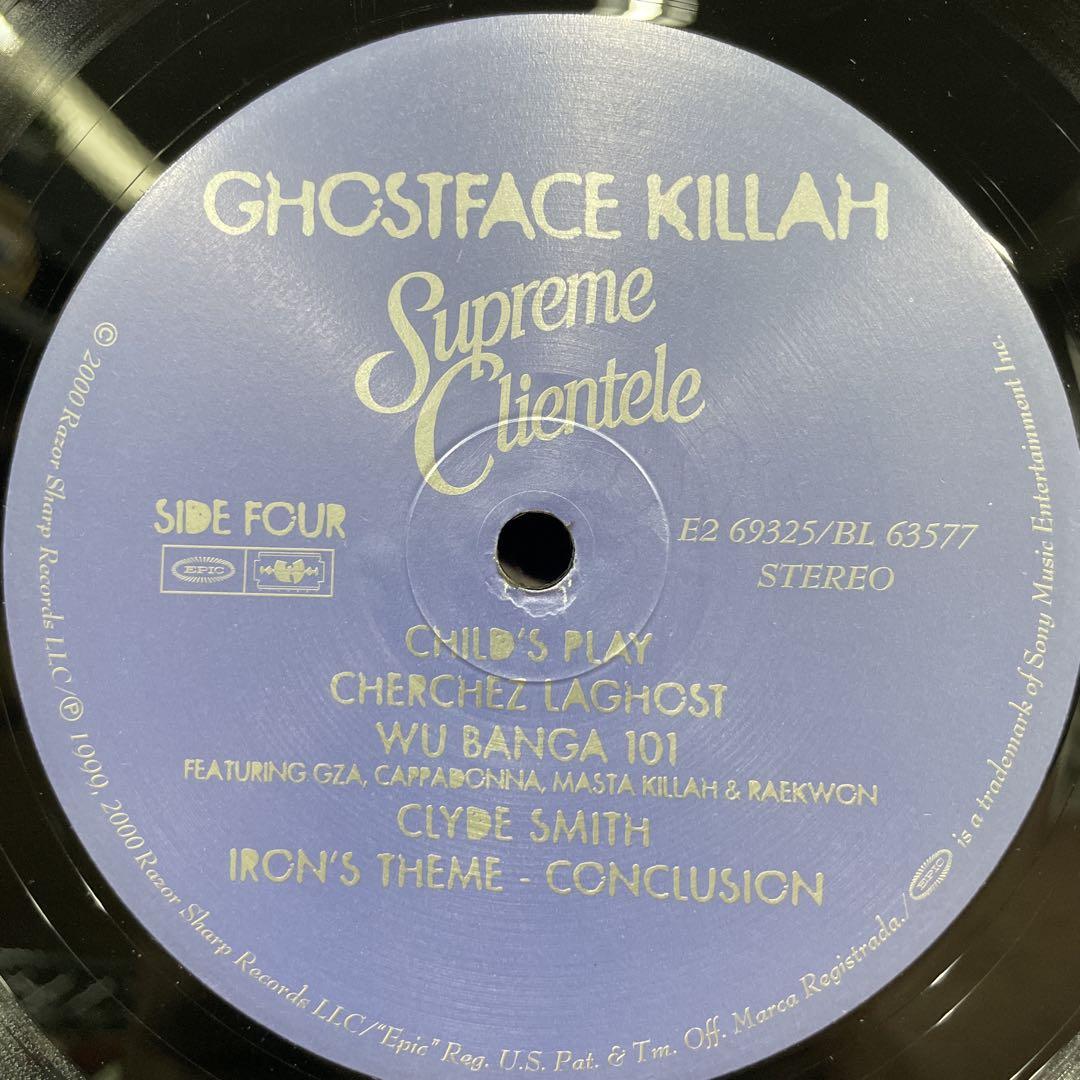 GHOSTFACE KILLAH
Supreme
Clientele
SIDE FOUR
EPIC
E2 69325/BL 63577
STEREO
CHILD'S PLAY
CHERCHEZ LAGHOST
WU BANGA 101
FEATURING GZA, CAPPADONNA, MASTA KILLAH & RAEKWON
CLYDE SMITH
IRON'S THEME - CONCLUSION
© 2000 Razor Sharp Records LLC/℗ 1999, 2000 Razor Sharp Records LLC/"Epic" Reg. U.S. Pat. & Tm. Off. Marca Registrada./EPIC is a trademark of Sony Music Entertainment Inc.